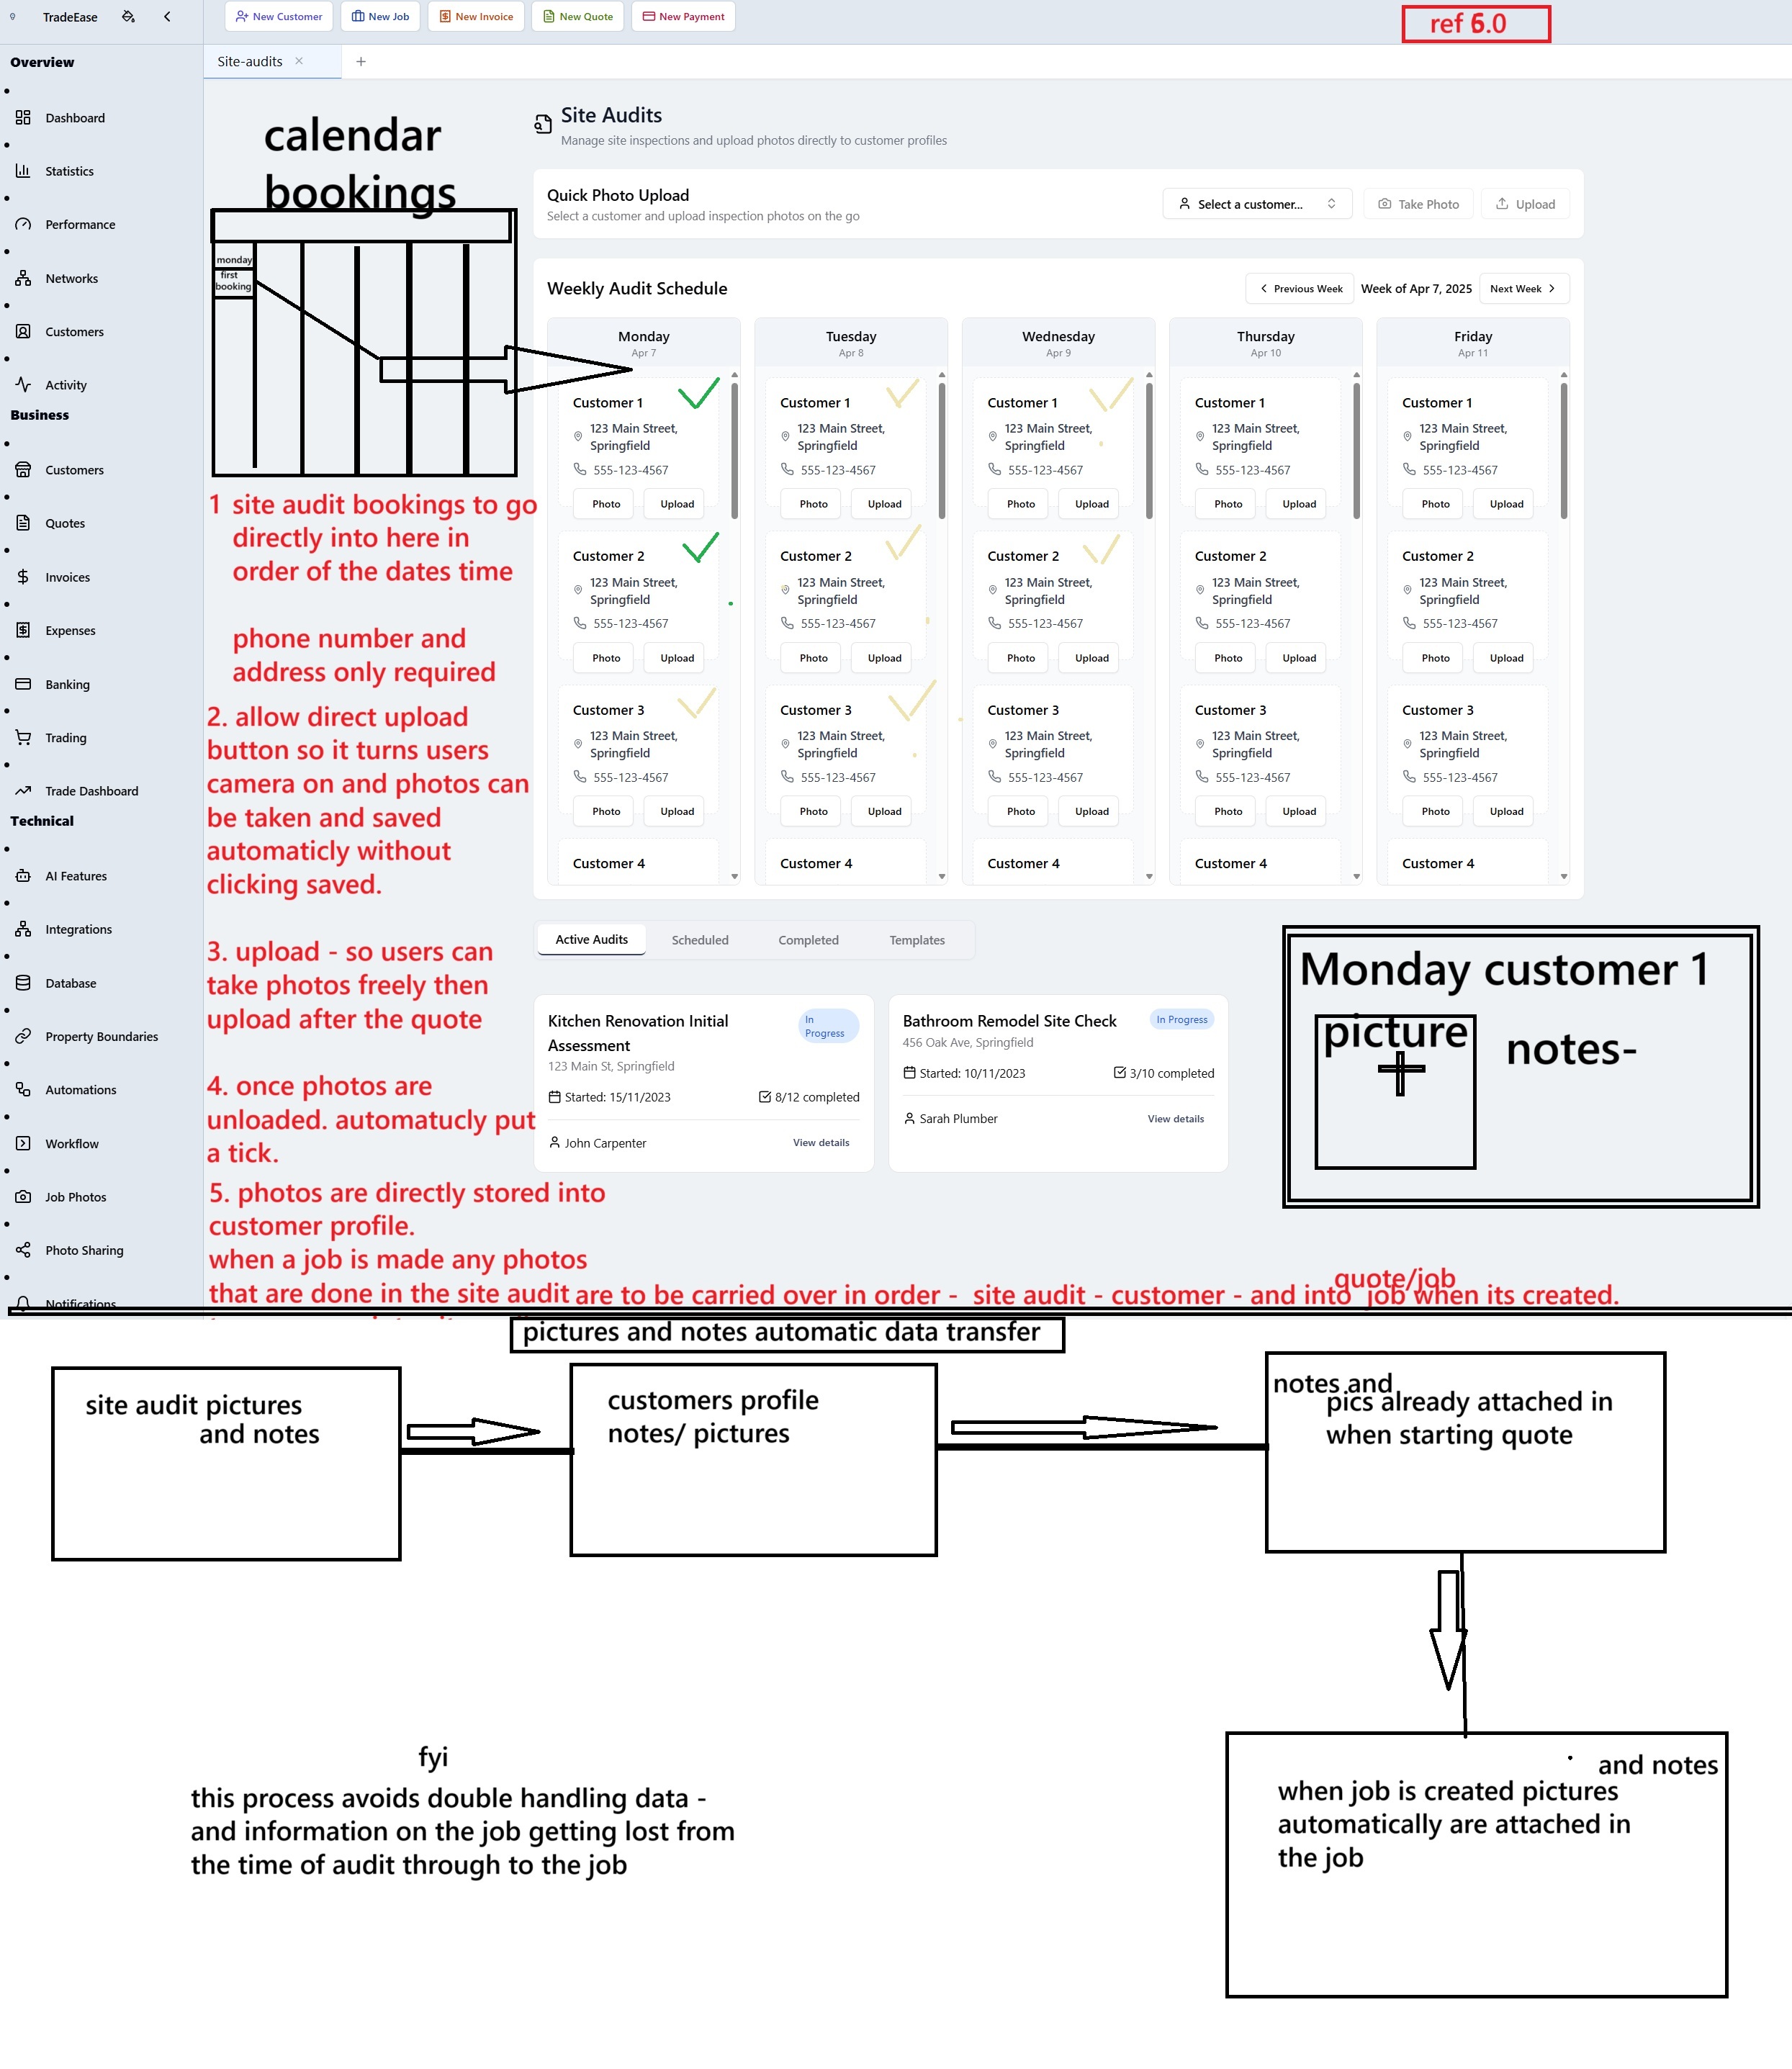 TradeEase
New Customer
New Job
New Invoice
New Quote
New Payment
ref 6.0
Overview
Dashboard
Statistics
Performance
Networks
Customers
Activity
Business
Customers
Quotes
Invoices
Expenses
Banking
Trading
Trade Dashboard
Technical
AI Features
Integrations
Database
Property Boundaries
Automations
Workflow
Job Photos
Photo Sharing
Notifications
Site-audits
calendar
bookings
monday
first
booking
1 site audit bookings to go
directly into here in
order of the dates time
phone number and
address only required
2. allow direct upload
button so it turns users
camera on and photos can
be taken and saved
automaticly without
clicking saved.
3. upload - so users can
take photos freely then
upload after the quote
4. once photos are
unloaded. automatucly put
a tick.
5. photos are directly stored into
customer profile.
when a job is made any photos
that are done in the site audit are to be carried over in order - site audit - customer - and into job when its created.
quote/job
Site Audits
Manage site inspections and upload photos directly to customer profiles
Quick Photo Upload
Select a customer and upload inspection photos on the go
Select a customer...
Take Photo
Upload
Weekly Audit Schedule
Previous Week
Week of Apr 7, 2025
Next Week
Monday
Apr 7
Customer 1
123 Main Street,
Springfield
555-123-4567
Photo Upload
Customer 2
123 Main Street,
Springfield
555-123-4567
Photo Upload
Customer 3
123 Main Street,
Springfield
555-123-4567
Photo Upload
Customer 4
Tuesday
Apr 8
Customer 1
123 Main Street,
Springfield
555-123-4567
Photo Upload
Customer 2
123 Main Street,
Springfield
555-123-4567
Photo Upload
Customer 3
123 Main Street,
Springfield
555-123-4567
Photo Upload
Customer 4
Wednesday
Apr 9
Customer 1
123 Main Street,
Springfield
555-123-4567
Photo Upload
Customer 2
123 Main Street,
Springfield
555-123-4567
Photo Upload
Customer 3
123 Main Street,
Springfield
555-123-4567
Photo Upload
Customer 4
Thursday
Apr 10
Customer 1
123 Main Street,
Springfield
555-123-4567
Photo Upload
Customer 2
123 Main Street,
Springfield
555-123-4567
Photo Upload
Customer 3
123 Main Street,
Springfield
555-123-4567
Photo Upload
Customer 4
Friday
Apr 11
Customer 1
123 Main Street,
Springfield
555-123-4567
Photo Upload
Customer 2
123 Main Street,
Springfield
555-123-4567
Photo Upload
Customer 3
123 Main Street,
Springfield
555-123-4567
Photo Upload
Customer 4
Active Audits
Scheduled
Completed
Templates
Kitchen Renovation Initial
Assessment
In
Progress
123 Main St, Springfield
Started: 15/11/2023
8/12 completed
John Carpenter
View details
Bathroom Remodel Site Check
In Progress
456 Oak Ave, Springfield
Started: 10/11/2023
3/10 completed
Sarah Plumber
View details
Monday customer 1
picture
notes-
pictures and notes automatic data transfer
site audit pictures
and notes
customers profile
notes/ pictures
notes and
pics already attached in
when starting quote
and notes
when job is created pictures
automatically are attached in
the job
fyi
this process avoids double handling data -
and information on the job getting lost from
the time of audit through to the job